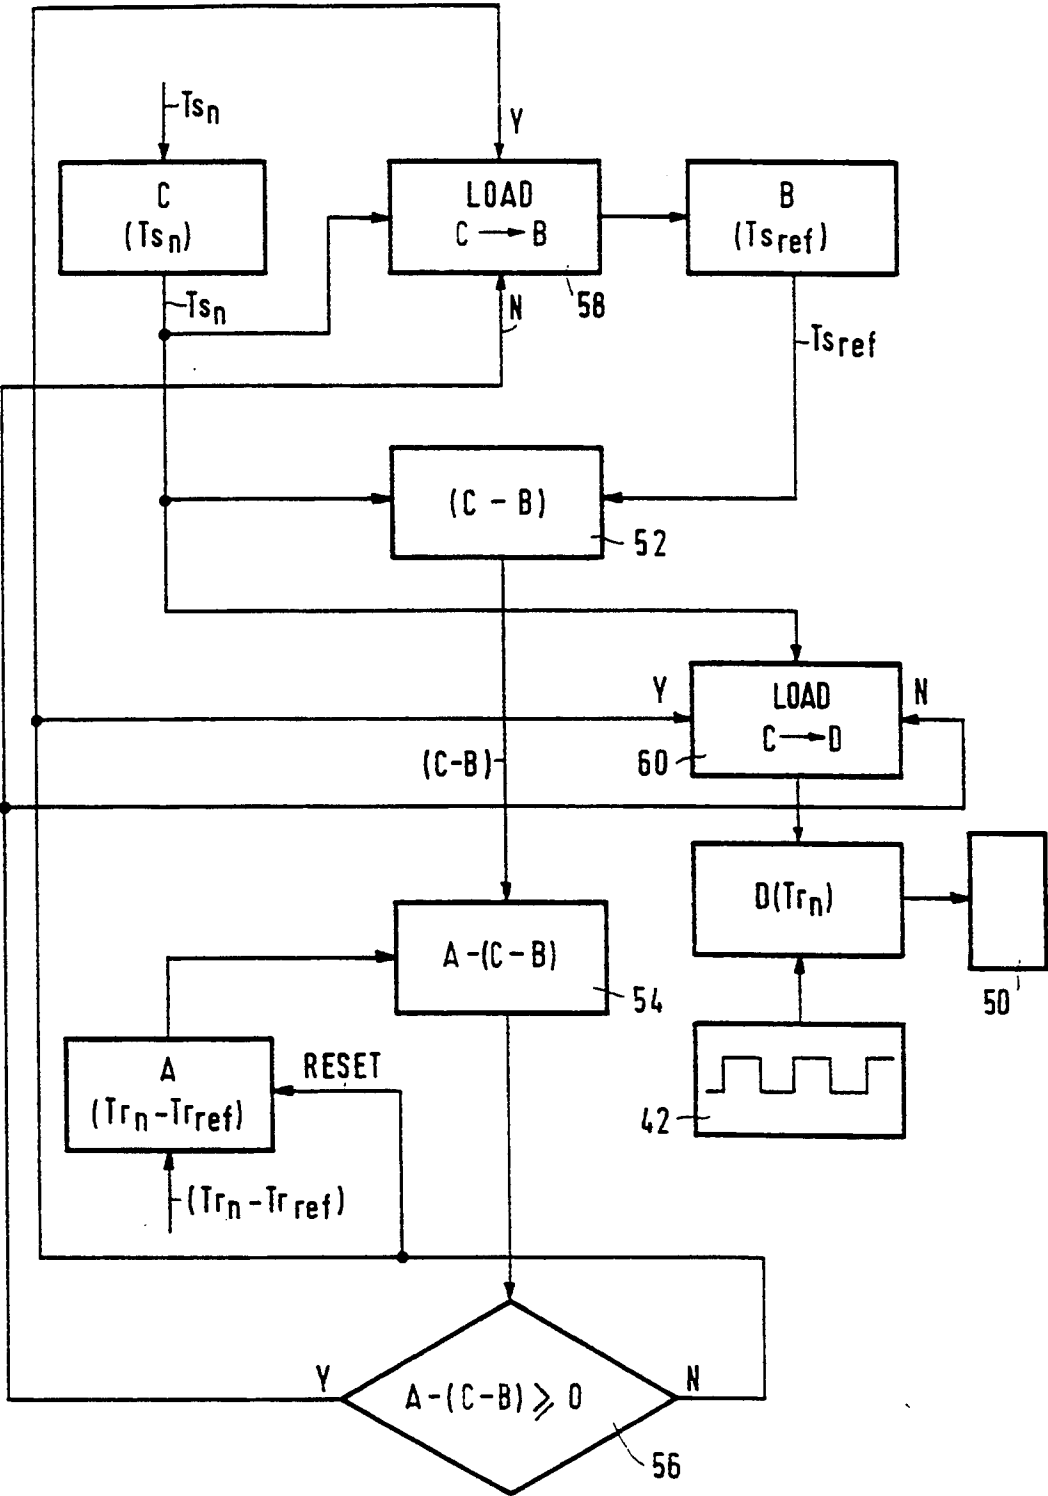 Tsn
Y
C
(Tsn)
LOAD
C → B
B
(Tsref)
Tsn
N
58
Tsref
(C - B)
52
Y
LOAD
C → D
N
60
(C-B)
D(Trn)
A-(C-B)
54
50
A
(Trn-Trref)
RESET
42
(Trn-Trref)
Y
A-(C-B) ⩾ 0
N
56